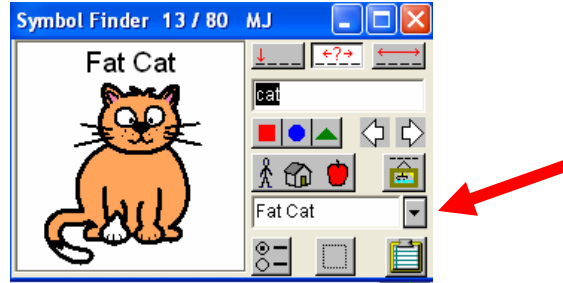 Symbol Finder 13 / 80 MJ
Fat Cat
←?→
cat
Fat Cat